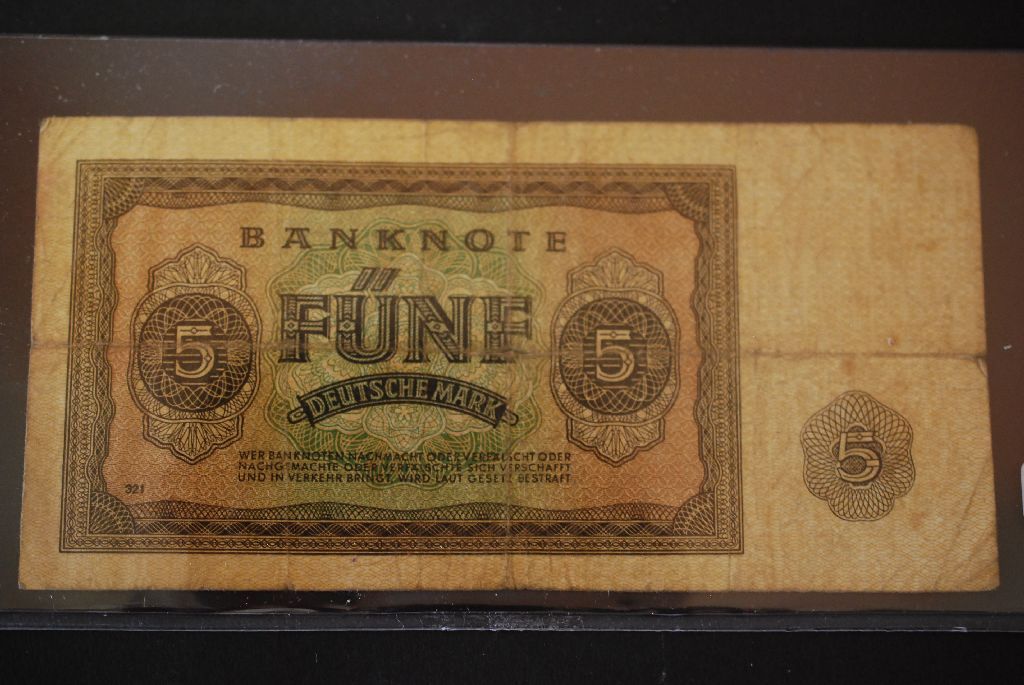 BANKNOTE
FÜNF
5 5
DEUTSCHE MARK
WER BANKNOTEN NACHMACHT ODER VERFÄLSCHT ODER
NACHGEMACHTE ODER VERFÄLSCHTE SICH VERSCHAFFT
UND IN VERKEHR BRINGT, WIRD LAUT GESETZ BESTRAFT
321
5